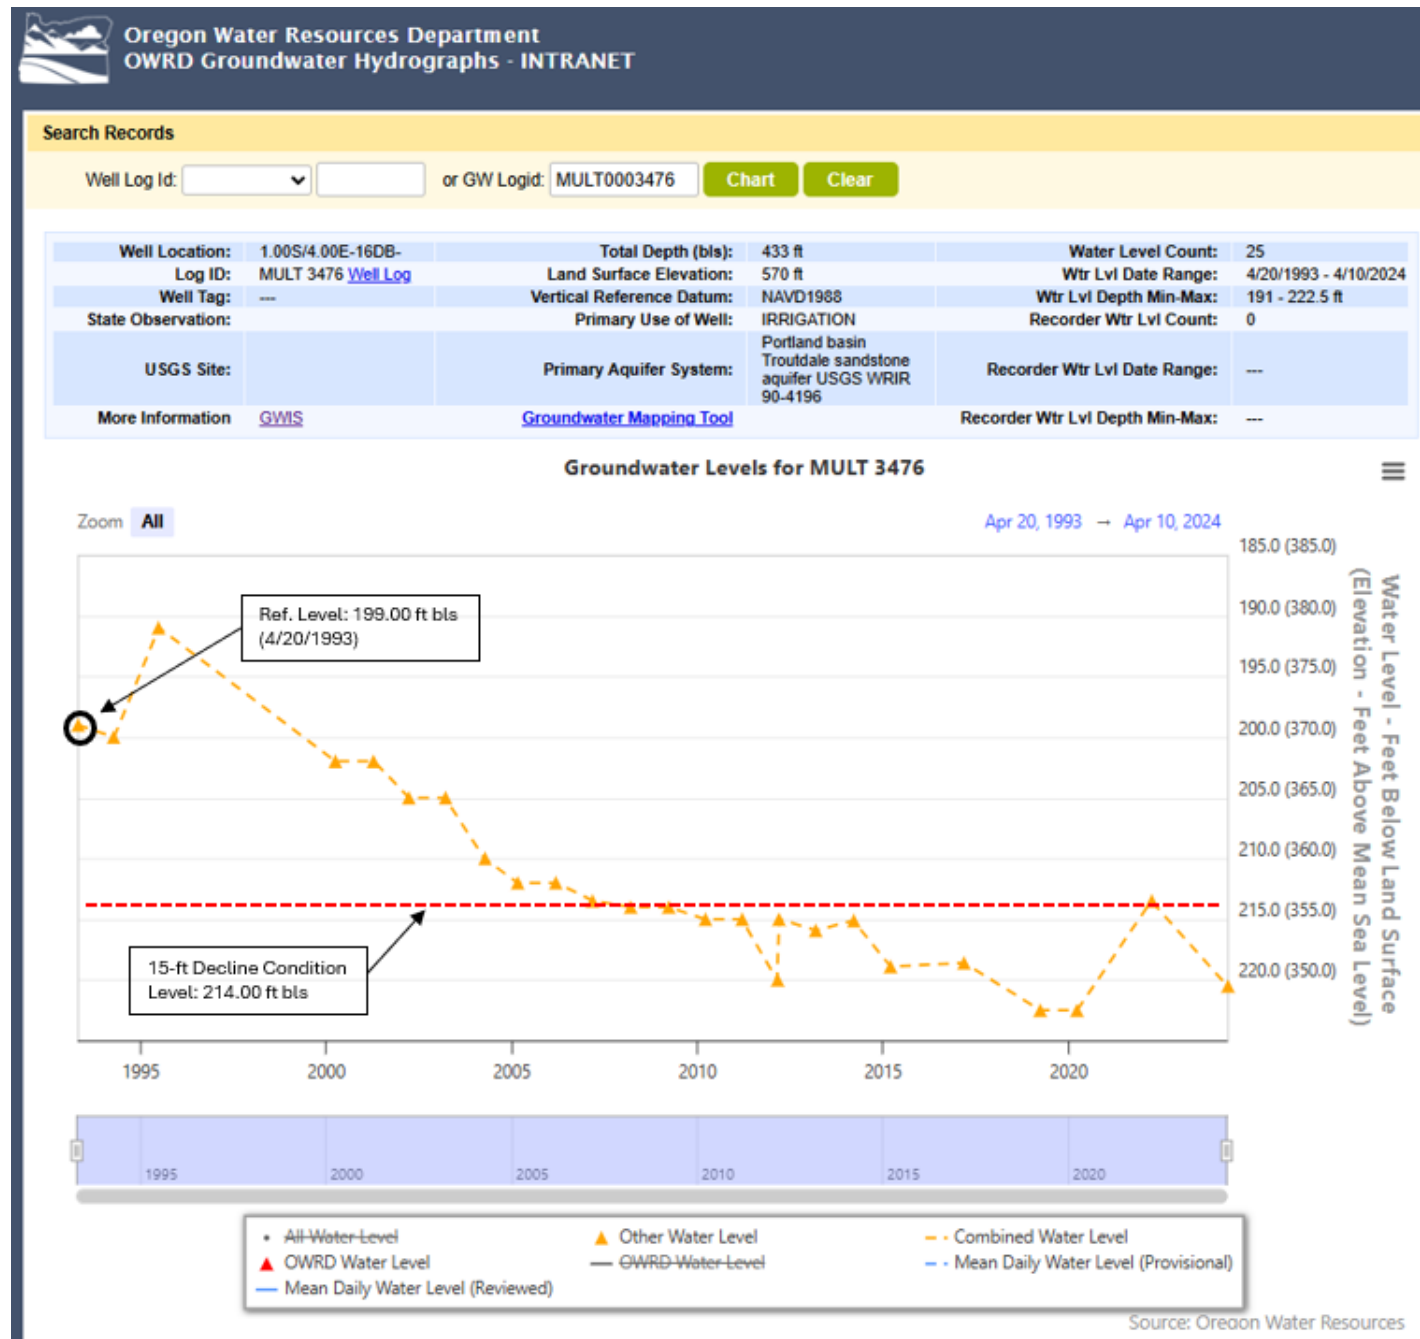 Oregon Water Resources Department
OWRD Groundwater Hydrographs - INTRANET
Search Records
Well Log Id:
or GW Logid: MULT0003476 Chart Clear
Well Location: 1.00S/4.00E-16DB- Total Depth (bls): 433 ft Water Level Count: 25
Log ID: MULT 3476 Well Log Land Surface Elevation: 570 ft Wtr Lvl Date Range: 4/20/1993 - 4/10/2024
Well Tag: --- Vertical Reference Datum: NAVD1988 Wtr Lvl Depth Min-Max: 191 - 222.5 ft
State Observation: Primary Use of Well: IRRIGATION Recorder Wtr Lvl Count: 0
USGS Site: Primary Aquifer System: Portland basin
Troutdale sandstone
aquifer USGS WRIR
90-4196
Recorder Wtr Lvl Date Range: ---
More Information GWIS Groundwater Mapping Tool Recorder Wtr Lvl Depth Min-Max: ---
Groundwater Levels for MULT 3476
Zoom All Apr 20, 1993 → Apr 10, 2024
185.0 (385.0)
190.0 (380.0)
195.0 (375.0)
200.0 (370.0)
205.0 (365.0)
210.0 (360.0)
215.0 (355.0)
220.0 (350.0)
Water Level - Feet Below Land Surface
(Elevation - Feet Above Mean Sea Level)
Ref. Level: 199.00 ft bls
(4/20/1993)
15-ft Decline Condition
Level: 214.00 ft bls
1995 2000 2005 2010 2015 2020
1995 2000 2005 2010 2015 2020
All Water Level Other Water Level Combined Water Level
OWRD Water Level OWRD Water Level Mean Daily Water Level (Provisional)
Mean Daily Water Level (Reviewed)
Source: Oregon Water Resources